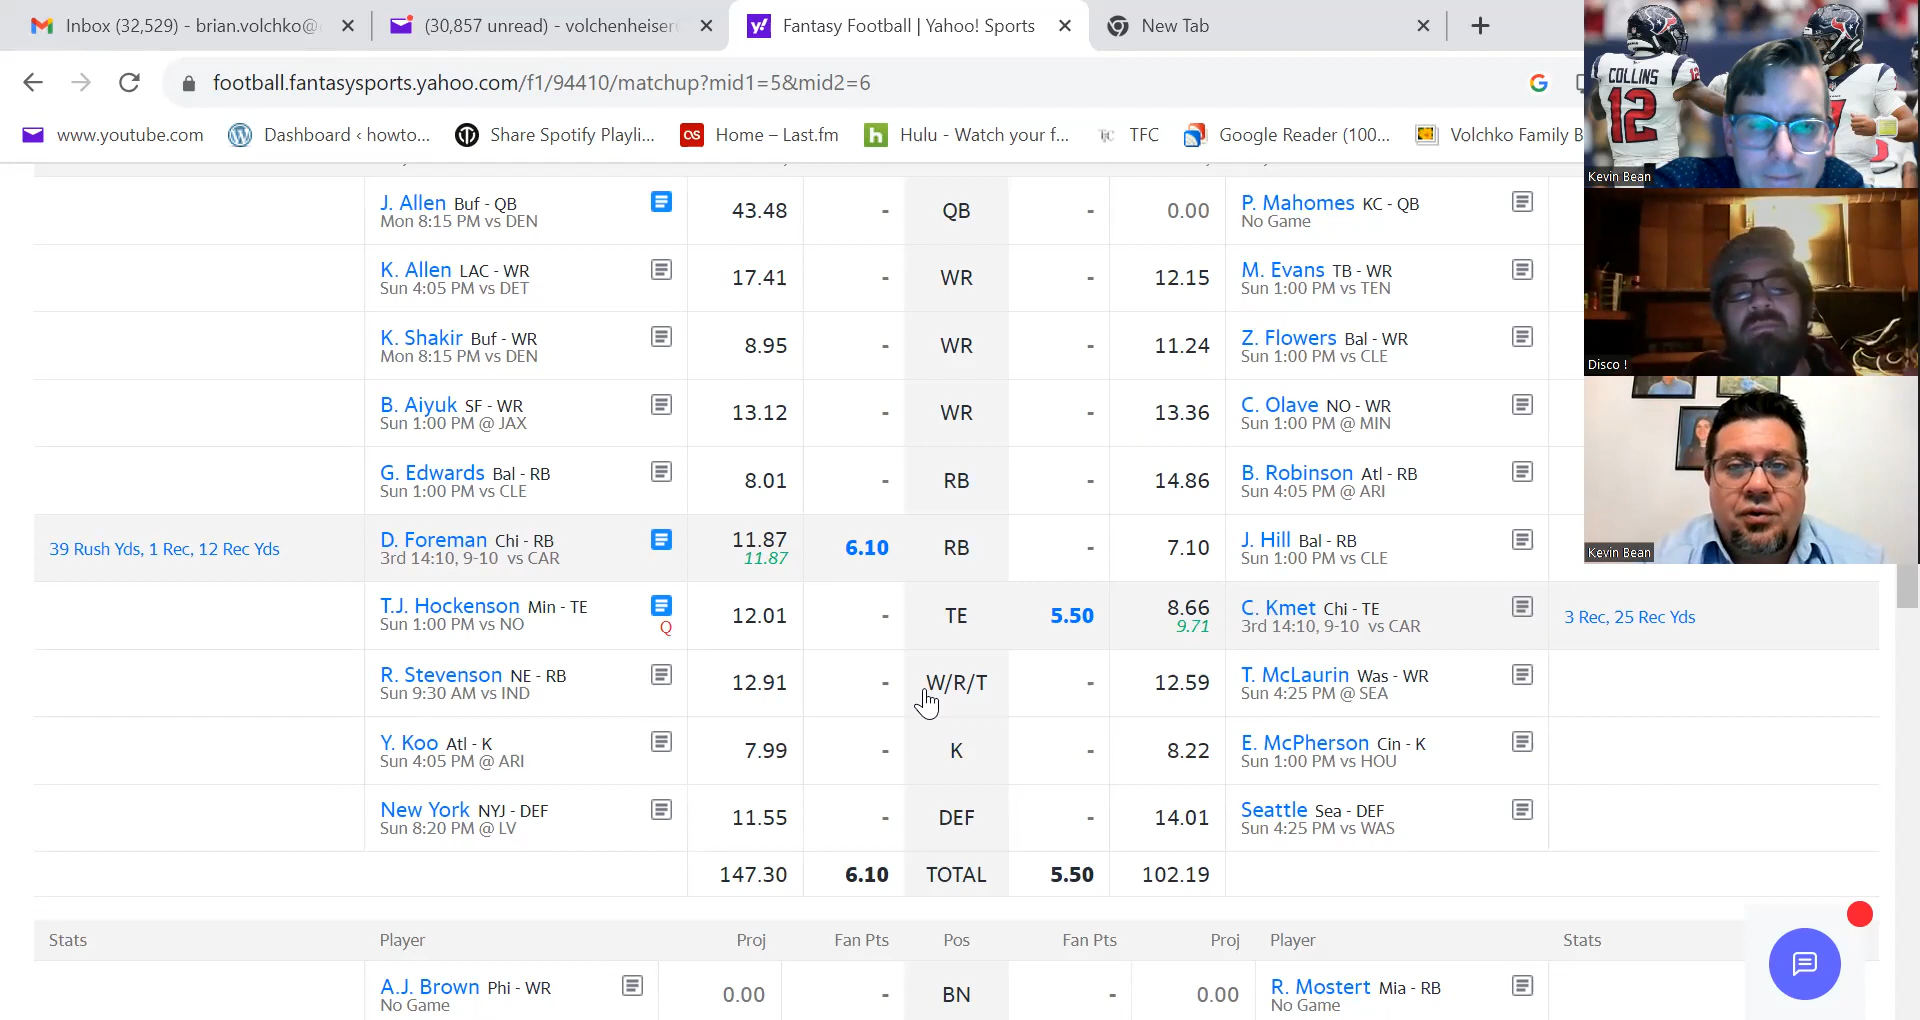 Inbox (32,529) - brian.volchko@
(30,857 unread) - volchenheiser
Fantasy Football | Yahoo! Sports
New Tab
football.fantasysports.yahoo.com/f1/94410/matchup?mid1=5&mid2=6
www.youtube.com
Dashboard ‹ howto...
Share Spotify Playli...
Home – Last.fm
Hulu - Watch your f...
TFC
Google Reader (100...
Volchko Family B
COLLINS
12
Kevin Bean
Disco !
Kevin Bean
J. Allen Buf - QB 43.48 - QB - 0.00 P. Mahomes KC - QB
Mon 8:15 PM vs DEN No Game
K. Allen LAC - WR 17.41 - WR - 12.15 M. Evans TB - WR
Sun 4:05 PM vs DET Sun 1:00 PM vs TEN
K. Shakir Buf - WR 8.95 - WR - 11.24 Z. Flowers Bal - WR
Mon 8:15 PM vs DEN Sun 1:00 PM vs CLE
B. Aiyuk SF - WR 13.12 - WR - 13.36 C. Olave NO - WR
Sun 1:00 PM @ JAX Sun 1:00 PM @ MIN
G. Edwards Bal - RB 8.01 - RB - 14.86 B. Robinson Atl - RB
Sun 1:00 PM vs CLE Sun 4:05 PM @ ARI
39 Rush Yds, 1 Rec, 12 Rec Yds D. Foreman Chi - RB 11.87 6.10 RB - 7.10 J. Hill Bal - RB
3rd 14:10, 9-10 vs CAR 11.87 Sun 1:00 PM vs CLE
T.J. Hockenson Min - TE 12.01 - TE 5.50 8.66 C. Kmet Chi - TE 3 Rec, 25 Rec Yds
Sun 1:00 PM vs NO Q 9.71 3rd 14:10, 9-10 vs CAR
R. Stevenson NE - RB 12.91 - W/R/T - 12.59 T. McLaurin Was - WR
Sun 9:30 AM vs IND Sun 4:25 PM @ SEA
Y. Koo Atl - K 7.99 - K - 8.22 E. McPherson Cin - K
Sun 4:05 PM @ ARI Sun 1:00 PM vs HOU
New York NYJ - DEF 11.55 - DEF - 14.01 Seattle Sea - DEF
Sun 8:20 PM @ LV Sun 4:25 PM vs WAS
147.30 6.10 TOTAL 5.50 102.19
Stats Player Proj Fan Pts Pos Fan Pts Proj Player Stats
A.J. Brown Phi - WR 0.00 - BN - 0.00 R. Mostert Mia - RB
No Game No Game